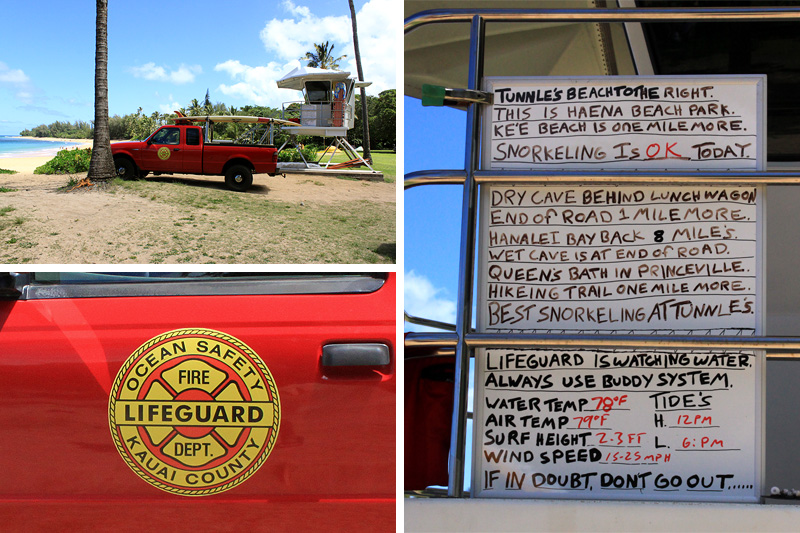 OCEAN SAFETY
FIRE
LIFEGUARD
DEPT.
KAUAI COUNTY
TUNNLE'S BEACH TO THE RIGHT.
THIS IS HAENA BEACH PARK.
KE'E BEACH IS ONE MILE MORE.
SNORKELING IS OK TODAY
DRY CAVE BEHIND LUNCH WAGON
END OF ROAD 1 MILE MORE.
HANALEI BAY BACK 8 MILE'S.
WET CAVE IS AT END OF ROAD.
QUEEN'S BATH IN PRINCEVILLE.
HIKEING TRAIL ONE MILE MORE.
BEST SNORKELING AT TUNNLE'S.
LIFEGUARD IS WATCHING WATER.
ALWAYS USE BUDDY SYSTEM.
WATER TEMP 78°F TIDE'S
AIR TEMP 79°F H. 12PM
SURF HEIGHT 2-3 FT L. 6:PM
WIND SPEED 15-25 MPH
IF IN DOUBT, DONT GO OUT......